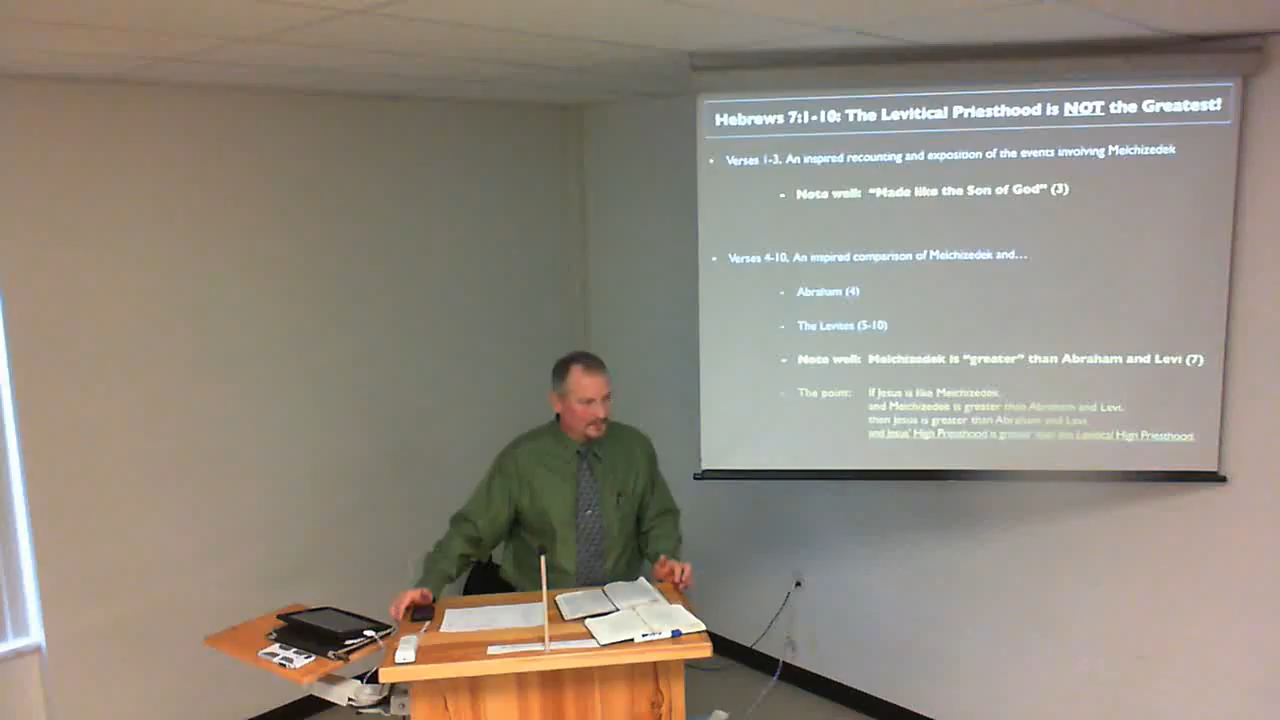 Hebrews 7:1-10: The Levitical Priesthood is NOT the Greatest!
• Verses 1-3, An inspired recounting and exposition of the events involving Melchizedek
- Note well: “Made like the Son of God” (3)
• Verses 4-10, An inspired comparison of Melchizedek and…
- Abraham (4)
- The Levites (5-10)
- Note well: Melchizedek is “greater” than Abraham and Levi (7)
- The point: If Jesus is like Melchizedek,
and Melchizedek is greater than Abraham and Levi,
then Jesus is greater than Abraham and Levi
and Jesus’ High Priesthood is greater than the Levitical High Priesthood